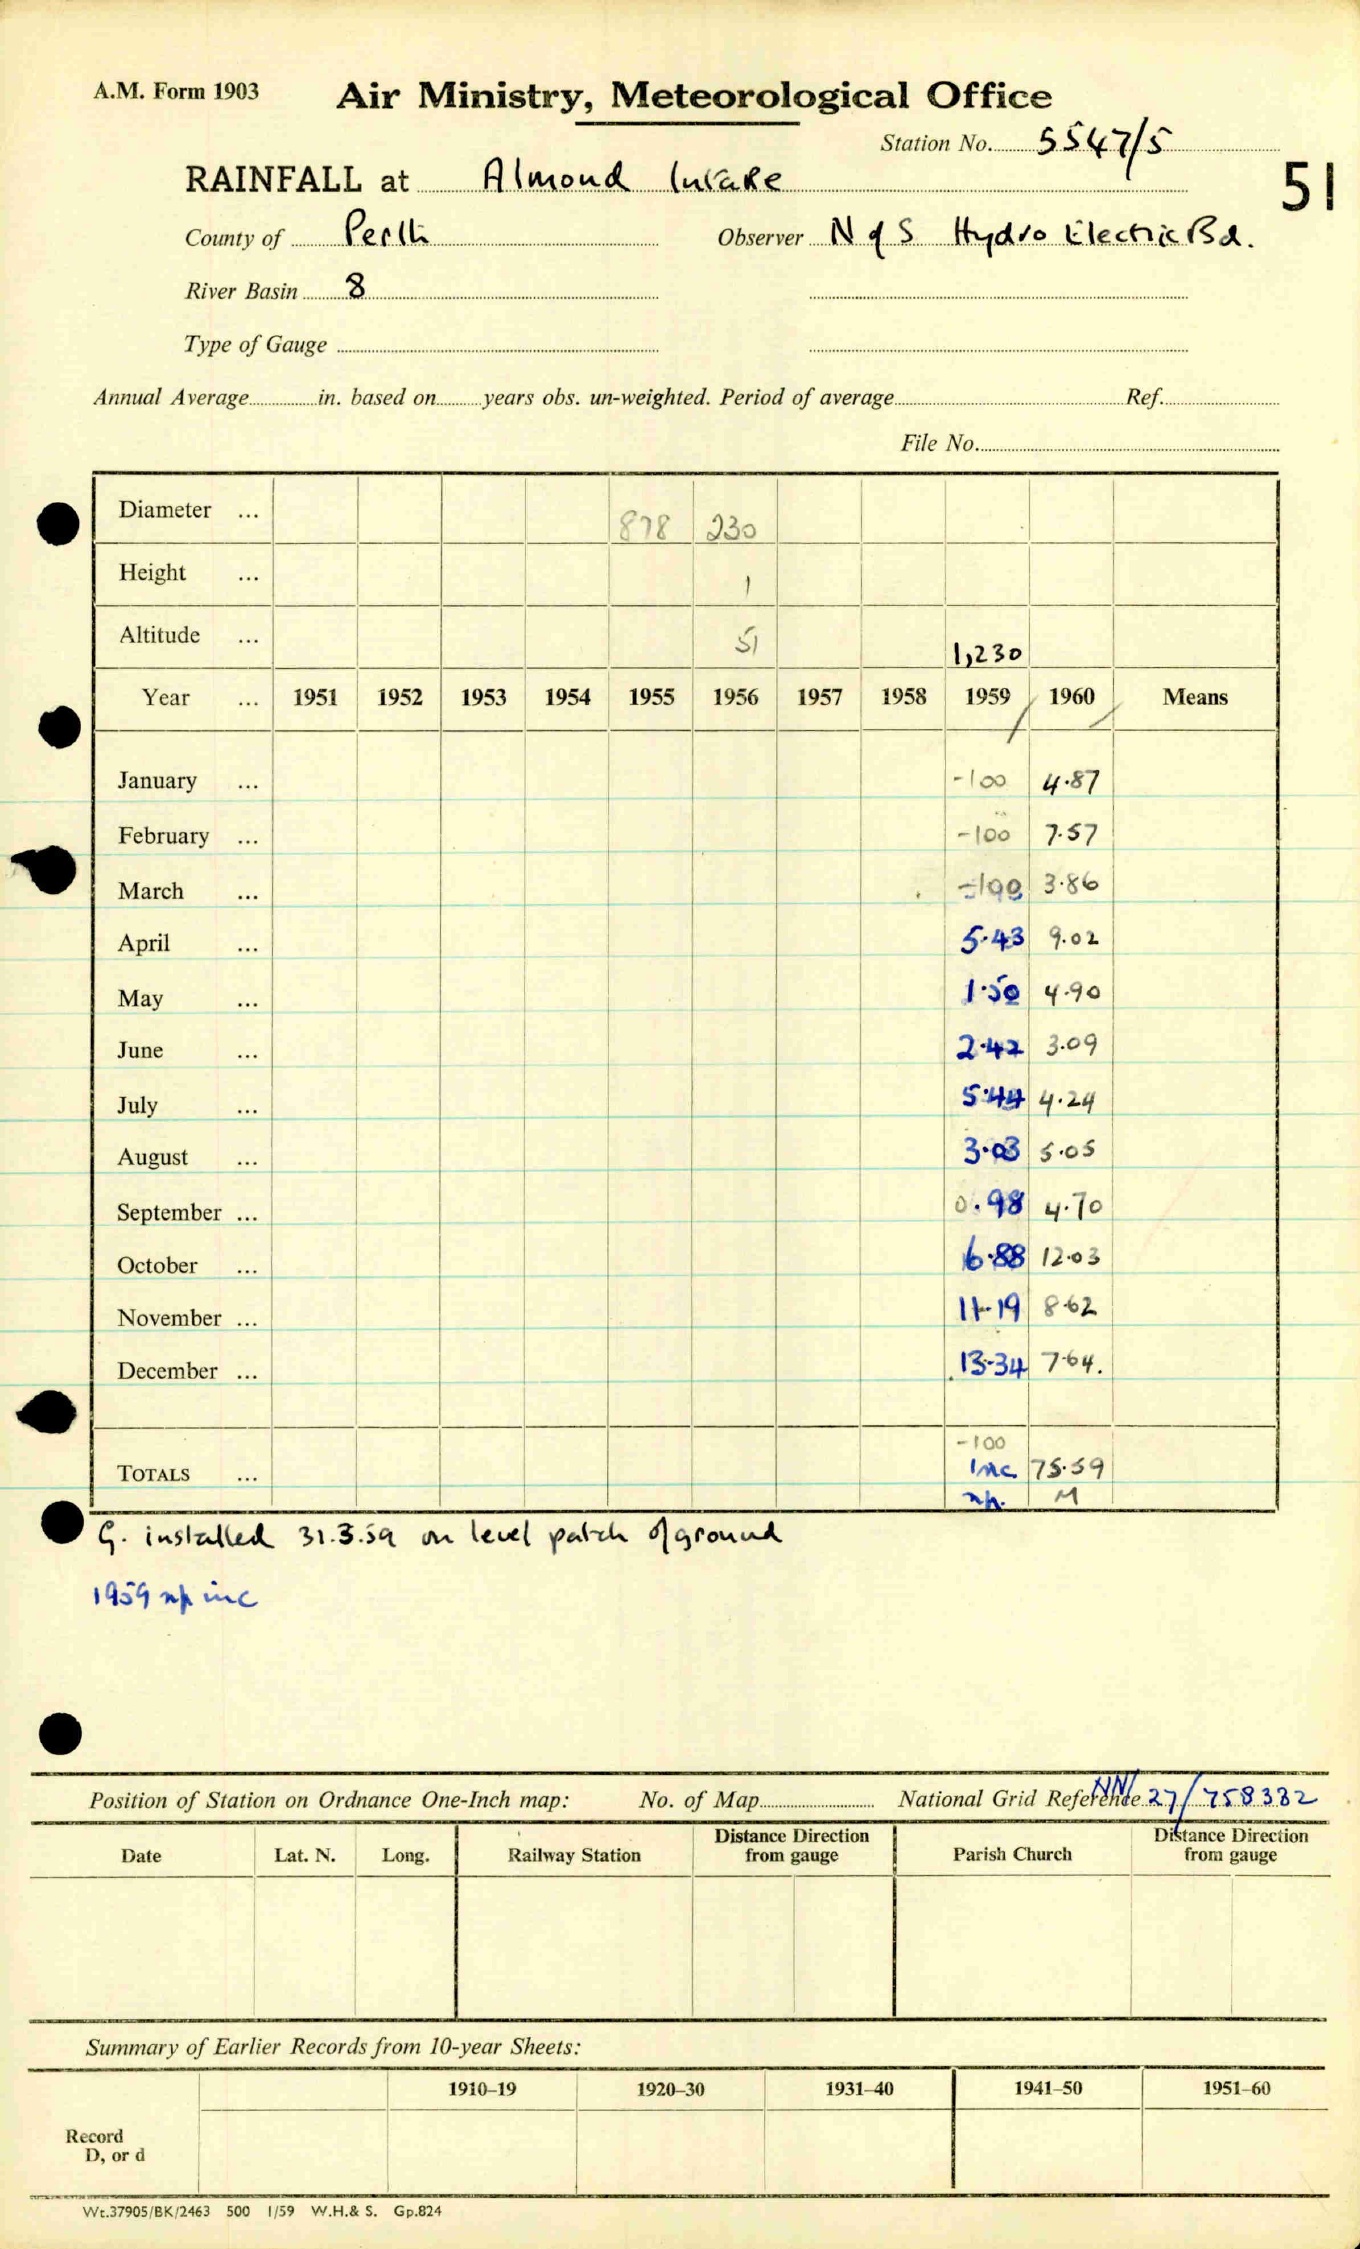 A.M. Form 1903 Air Ministry, Meteorological Office
Station No. 5547/5
RAINFALL at Almond Intake 51
County of Perth Observer N of S Hydro Electric Bd.
River Basin 8
Type of Gauge
Annual Average in. based on years obs. un-weighted. Period of average Ref.
File No.
Diameter ... 878 230
Height ... 1
Altitude ... 51 1,230
Year ... 1951 1952 1953 1954 1955 1956 1957 1958 1959 1960 Means
January ... -100 4.87
February ... -100 7.57
March ... -100 3.86
April ... 5.43 9.02
May ... 1.50 4.90
June ... 2.42 3.09
July ... 5.44 4.24
August ... 3.03 5.05
September ... 0.98 4.70
October ... 6.88 12.03
November ... 11.19 8.62
December ... 13.34 7.64.
-100
TOTALS ... Inc 75.59
np. M
G. installed 31.3.59 on level patch of ground
1959 np inc
Position of Station on Ordnance One-Inch map: No. of Map National Grid Reference NN/27/758332
Date Lat. N. Long. Railway Station Distance Direction from gauge Parish Church Distance Direction from gauge
Summary of Earlier Records from 10-year Sheets:
1910–19 1920–30 1931–40 1941–50 1951–60
Record
D, or d
Wt.37905/BK/2463 500 1/59 W.H.& S. Gp.824